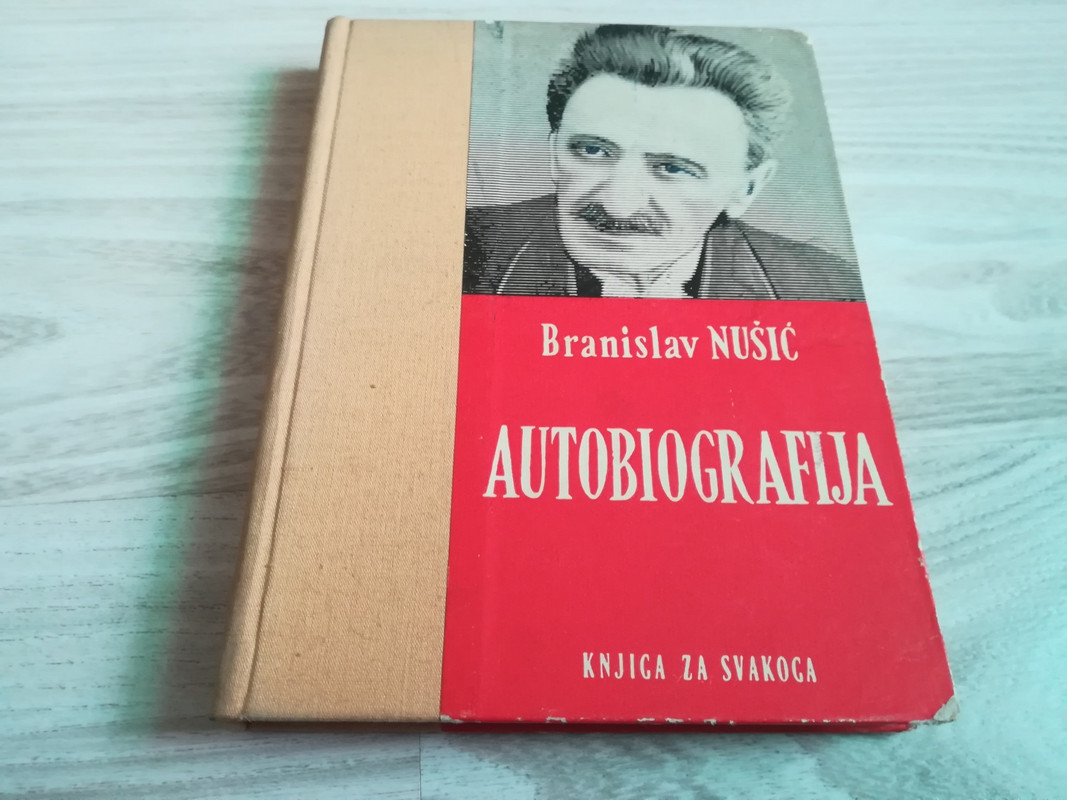 Branislav NUŠIĆ
AUTOBIOGRAFIJA
KNJIGA ZA SVAKOGA